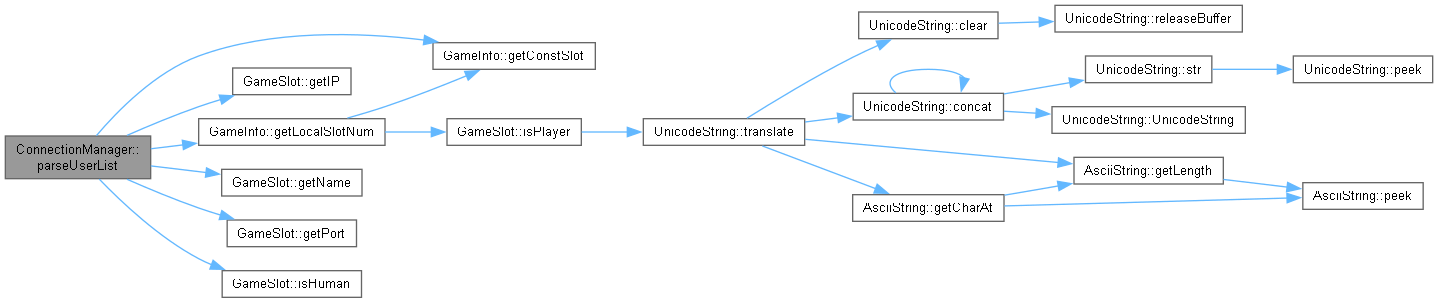 ConnectionManager::
parseUserList
GameInfo::getConstSlot
GameSlot::getIP
GameInfo::getLocalSlotNum
GameSlot::getName
GameSlot::getPort
GameSlot::isHuman
GameSlot::isPlayer
UnicodeString::translate
UnicodeString::clear
UnicodeString::concat
AsciiString::getCharAt
UnicodeString::releaseBuffer
UnicodeString::str
UnicodeString::UnicodeString
AsciiString::getLength
UnicodeString::peek
AsciiString::peek